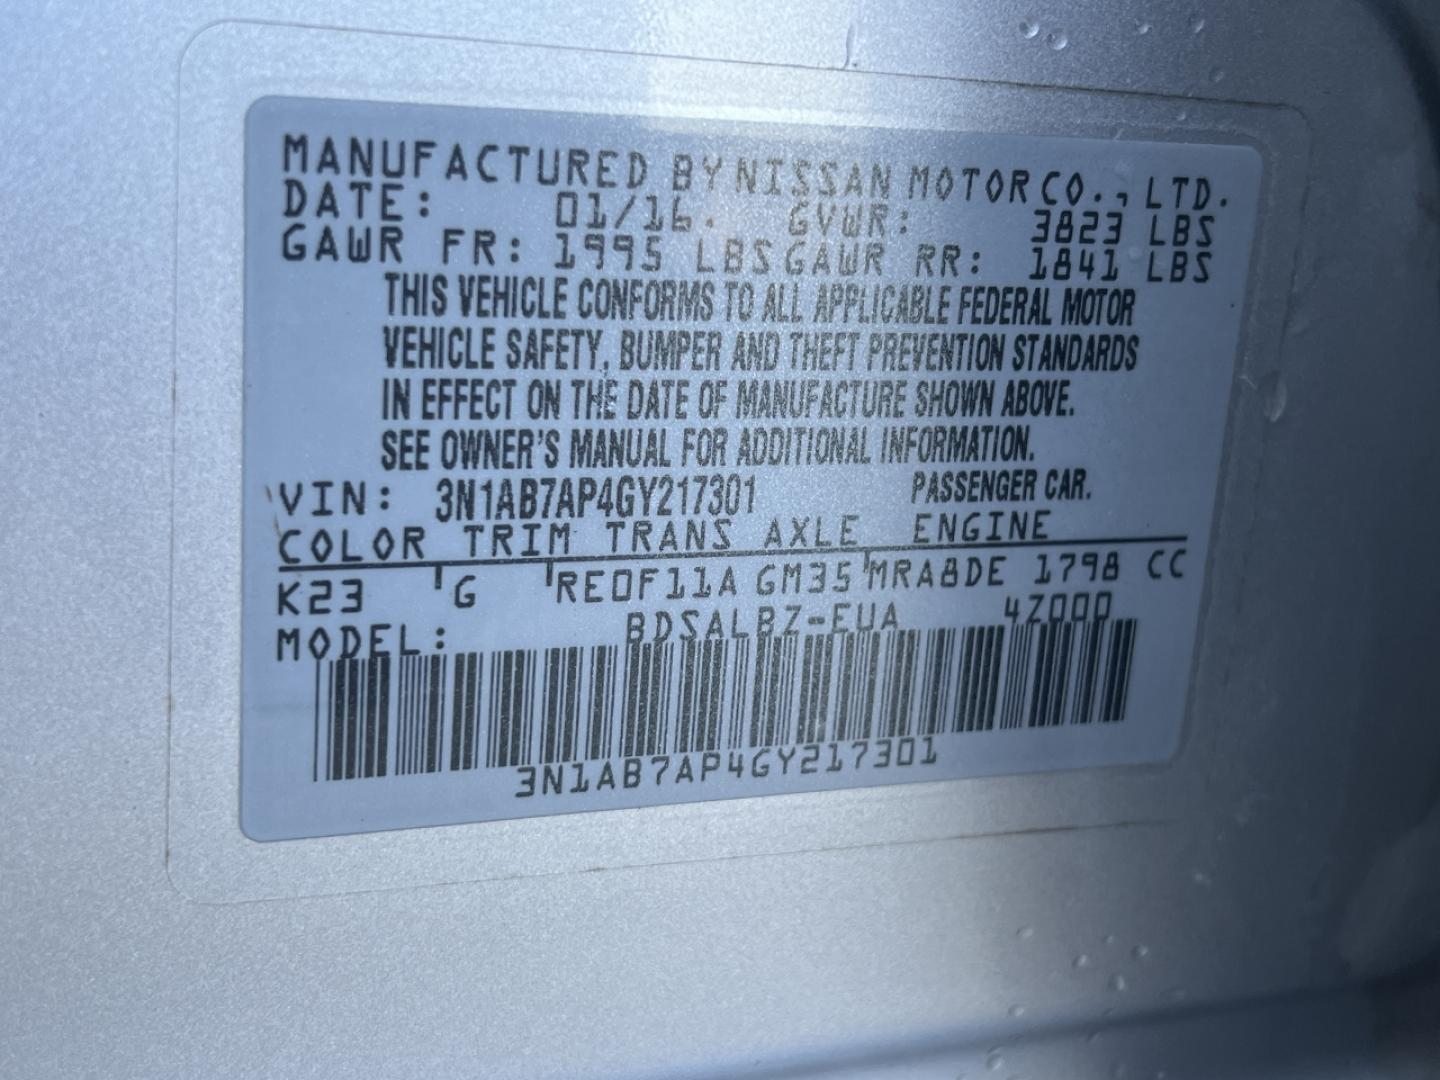 MANUFACTURED BY NISSAN MOTOR CO., LTD.
DATE: 01/16. GVWR: 3823 LBS
GAWR FR: 1995 LBS GAWR RR: 1841 LBS
THIS VEHICLE CONFORMS TO ALL APPLICABLE FEDERAL MOTOR
VEHICLE SAFETY, BUMPER AND THEFT PREVENTION STANDARDS
IN EFFECT ON THE DATE OF MANUFACTURE SHOWN ABOVE.
SEE OWNER'S MANUAL FOR ADDITIONAL INFORMATION.
VIN: 3N1AB7AP4GY217301 PASSENGER CAR.
COLOR TRIM TRANS AXLE ENGINE
K23 G RE0F11A GM35 MRA8DE 1798 CC
MODEL: BDSALBZ-EUA 4Z000
3N1AB7AP4GY217301